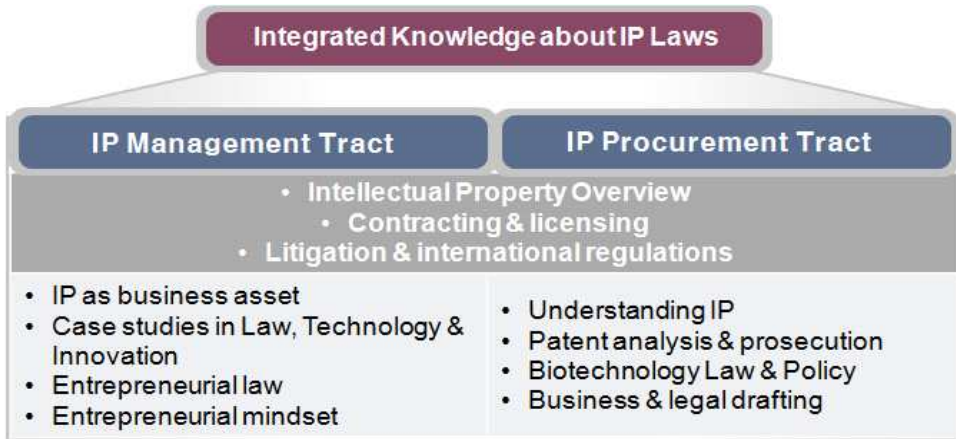 Integrated Knowledge about IP Laws
IP Management Tract
IP Procurement Tract
• Intellectual Property Overview
• Contracting & licensing
• Litigation & international regulations
• IP as business asset
• Case studies in Law, Technology &
Innovation
• Entrepreneurial law
• Entrepreneurial mindset
• Understanding IP
• Patent analysis & prosecution
• Biotechnology Law & Policy
• Business & legal drafting